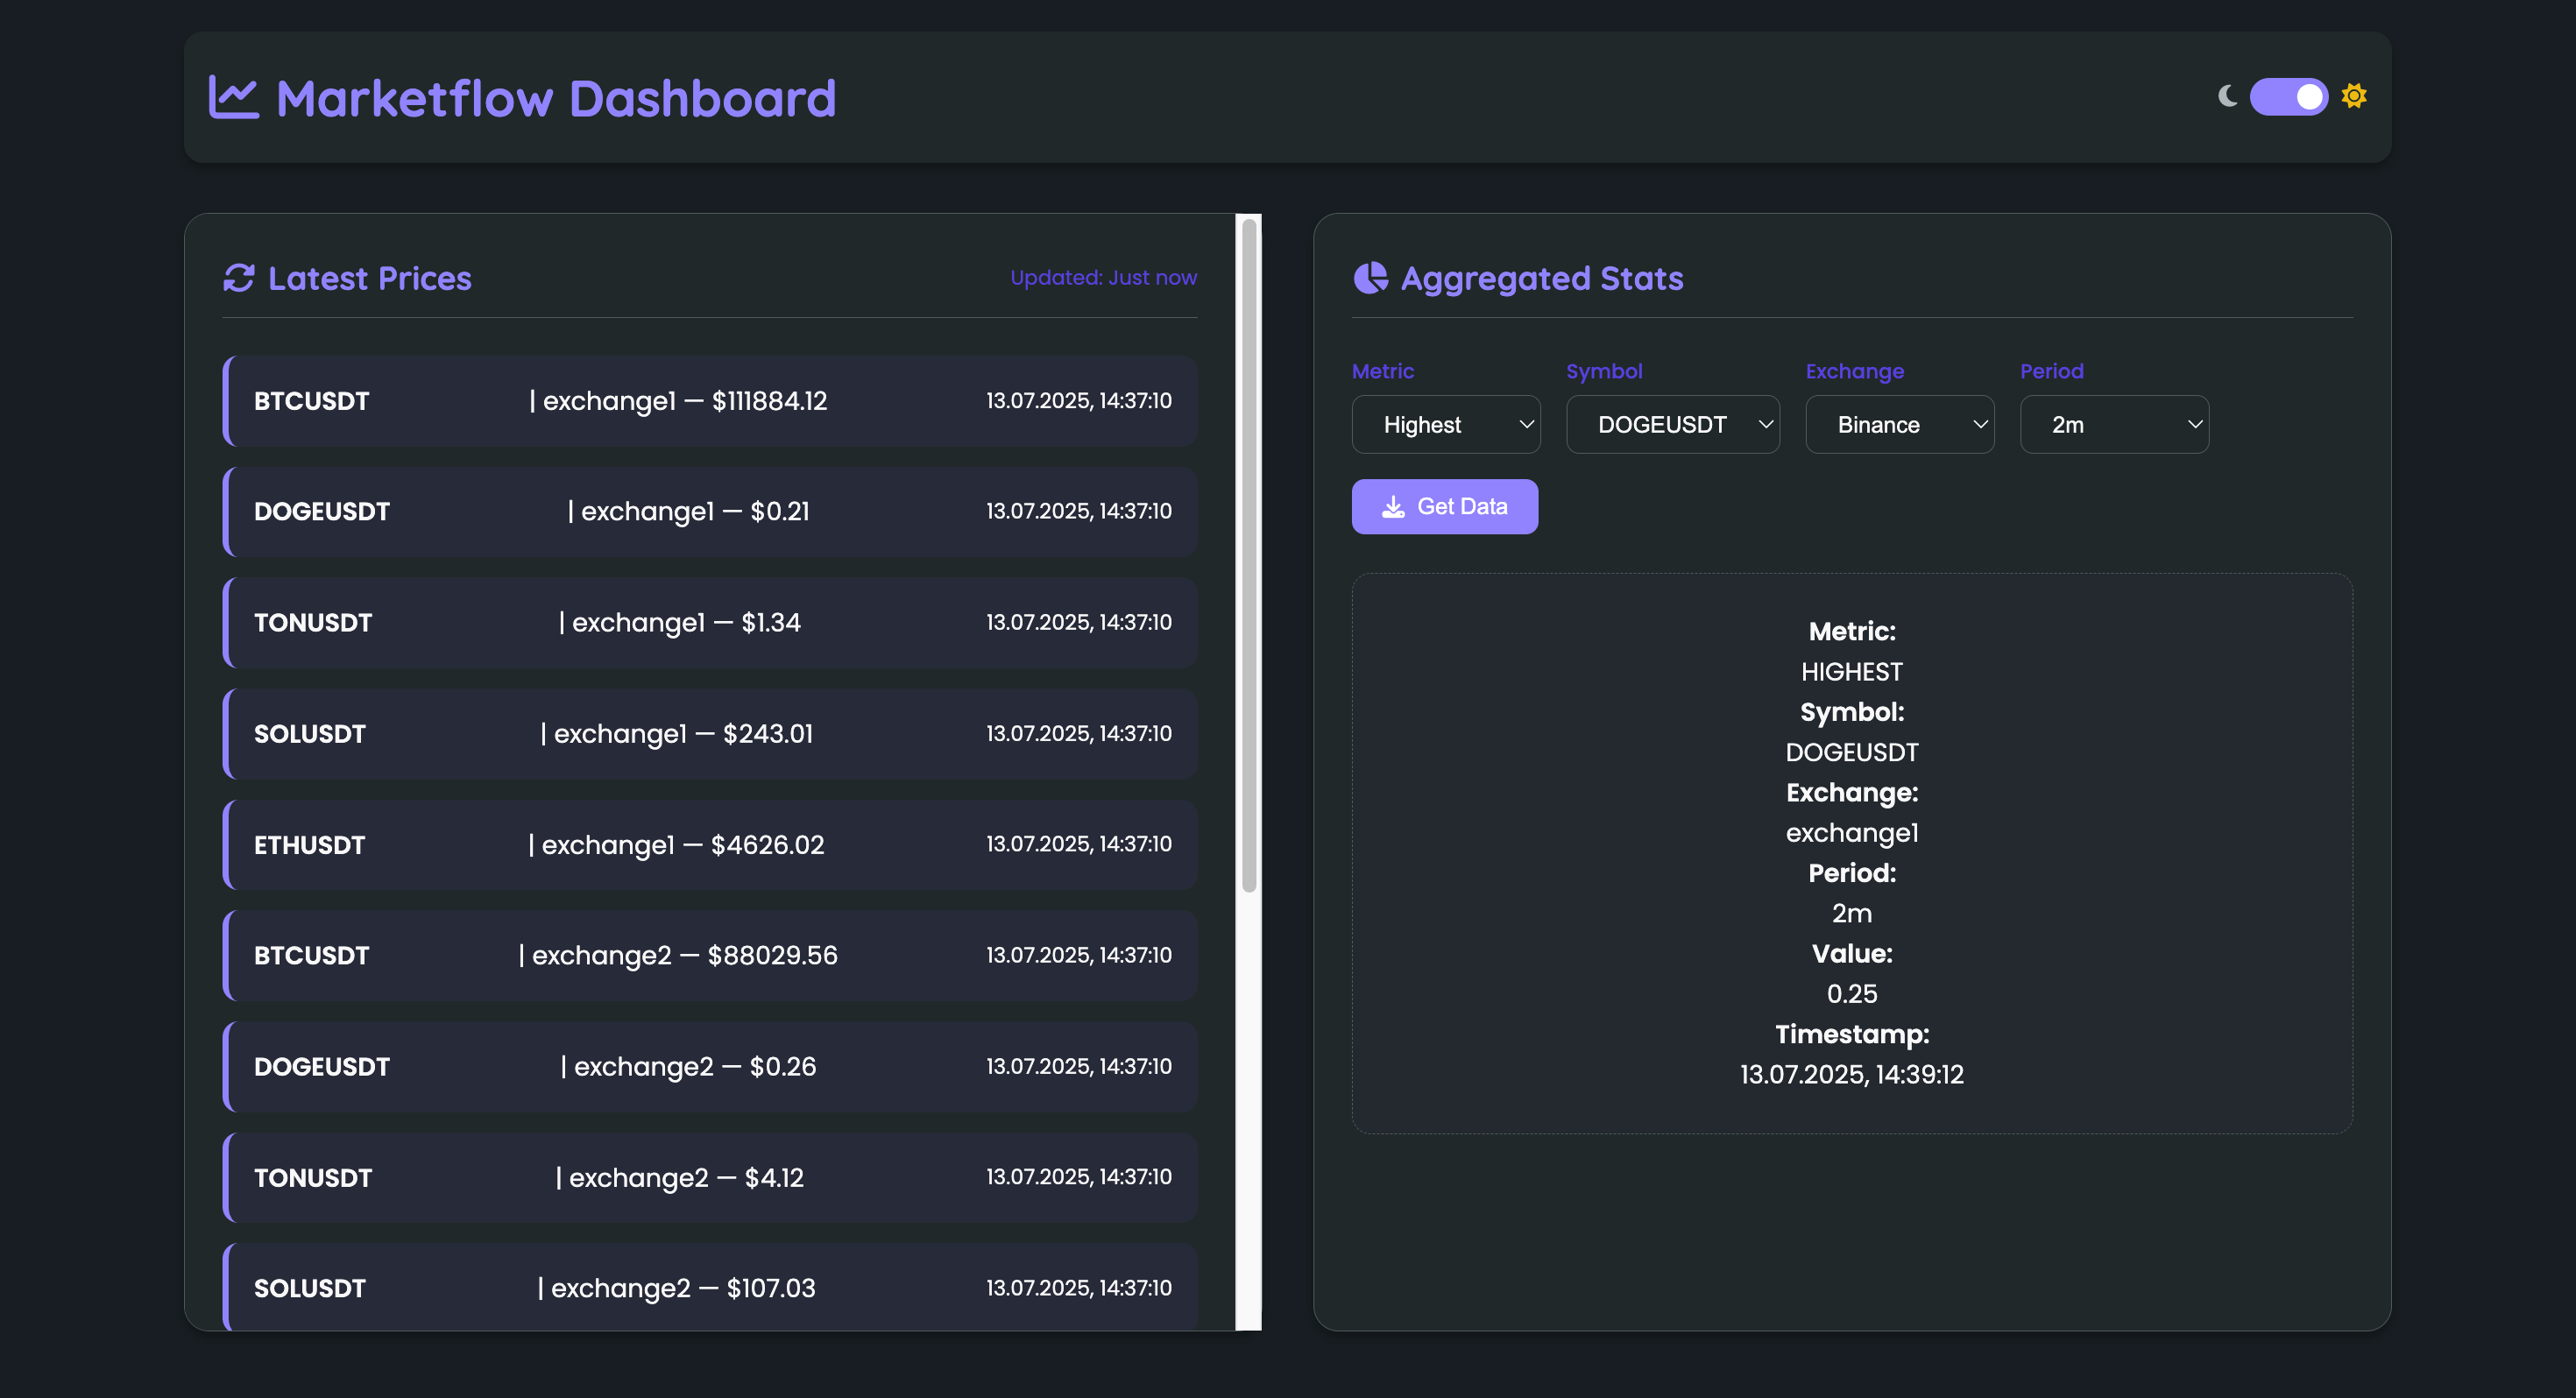 Marketflow Dashboard
Latest Prices
Updated: Just now
BTCUSDT | exchange1 — $111884.12 13.07.2025, 14:37:10
DOGEUSDT | exchange1 — $0.21 13.07.2025, 14:37:10
TONUSDT | exchange1 — $1.34 13.07.2025, 14:37:10
SOLUSDT | exchange1 — $243.01 13.07.2025, 14:37:10
ETHUSDT | exchange1 — $4626.02 13.07.2025, 14:37:10
BTCUSDT | exchange2 — $88029.56 13.07.2025, 14:37:10
DOGEUSDT | exchange2 — $0.26 13.07.2025, 14:37:10
TONUSDT | exchange2 — $4.12 13.07.2025, 14:37:10
SOLUSDT | exchange2 — $107.03 13.07.2025, 14:37:10
Aggregated Stats
Metric Symbol Exchange Period
Highest DOGEUSDT Binance 2m
Get Data
Metric:
HIGHEST
Symbol:
DOGEUSDT
Exchange:
exchange1
Period:
2m
Value:
0.25
Timestamp:
13.07.2025, 14:39:12